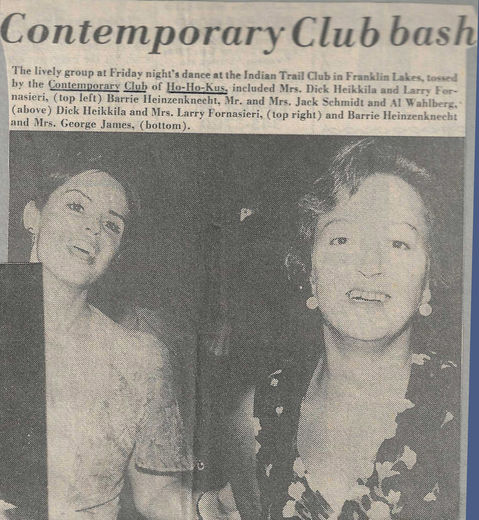 Contemporary Club bash
The lively group at Friday night's dance at the Indian Trail Club in Franklin Lakes, tossed
by the Contemporary Club of Ho-Ho-Kus, included Mrs. Dick Heikkila and Larry For-
nasieri, (top left) Barrie Heinzenknecht, Mr. and Mrs. Jack Schmidt and Al Wahlberg,
(above) Dick Heikkila and Mrs. Larry Fornasieri, (top right) and Barrie Heinzenknecht
and Mrs. George James, (bottom).